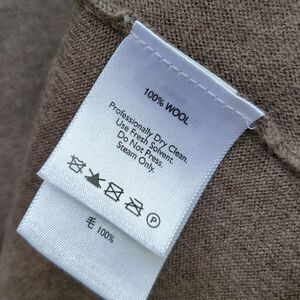 100% WOOL
Professionally Dry Clean.
Use Fresh Solvent.
Do Not Press.
Steam Only.
P
毛 100%